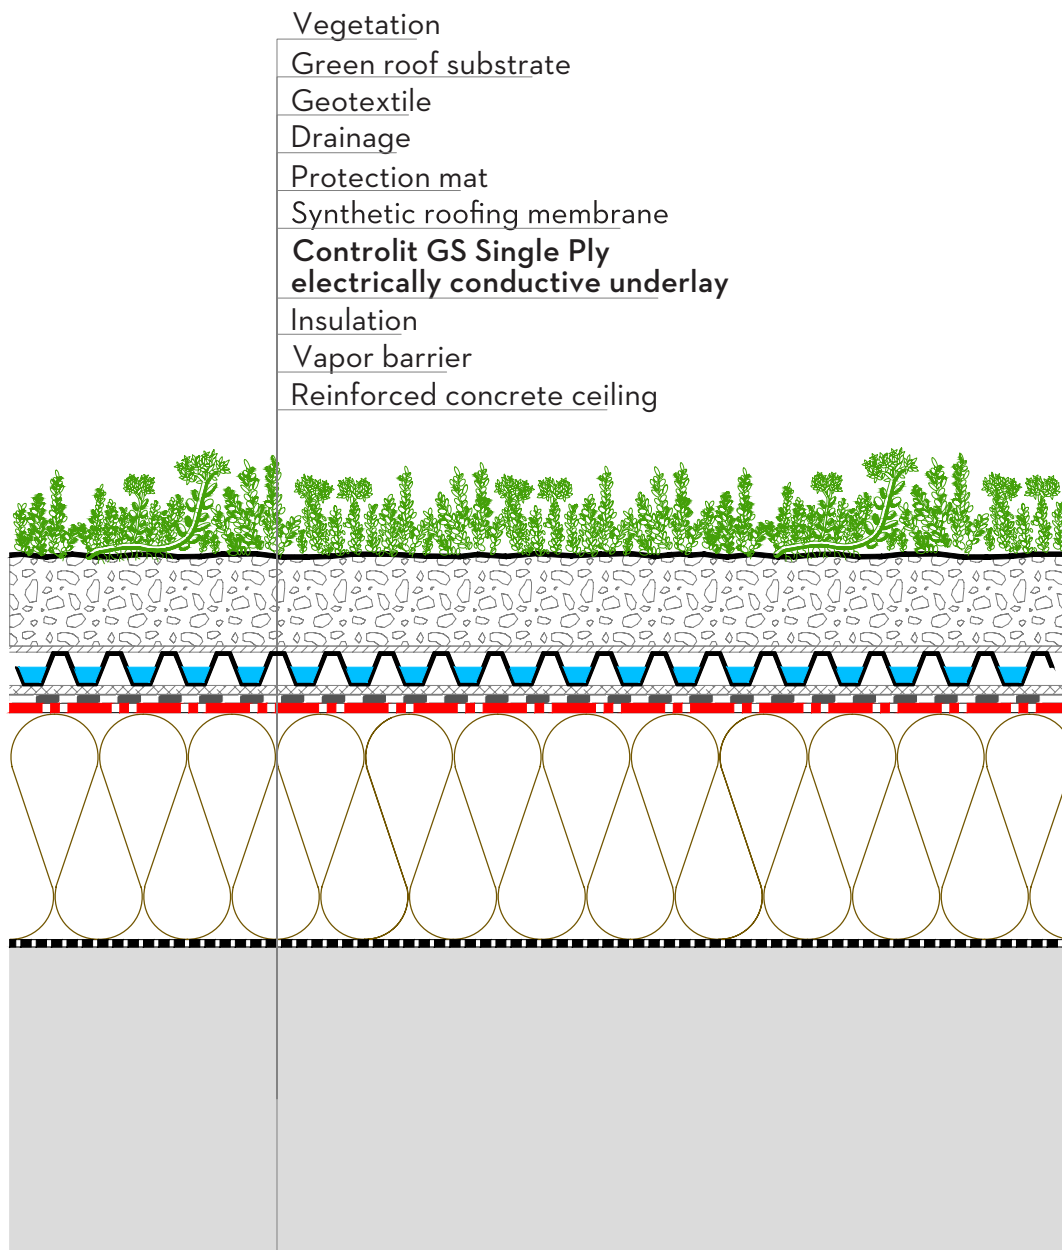 Vegetation
Green roof substrate
Geotextile
Drainage
Protection mat
Synthetic roofing membrane
Controlit GS Single Ply
electrically conductive underlay
Insulation
Vapor barrier
Reinforced concrete ceiling